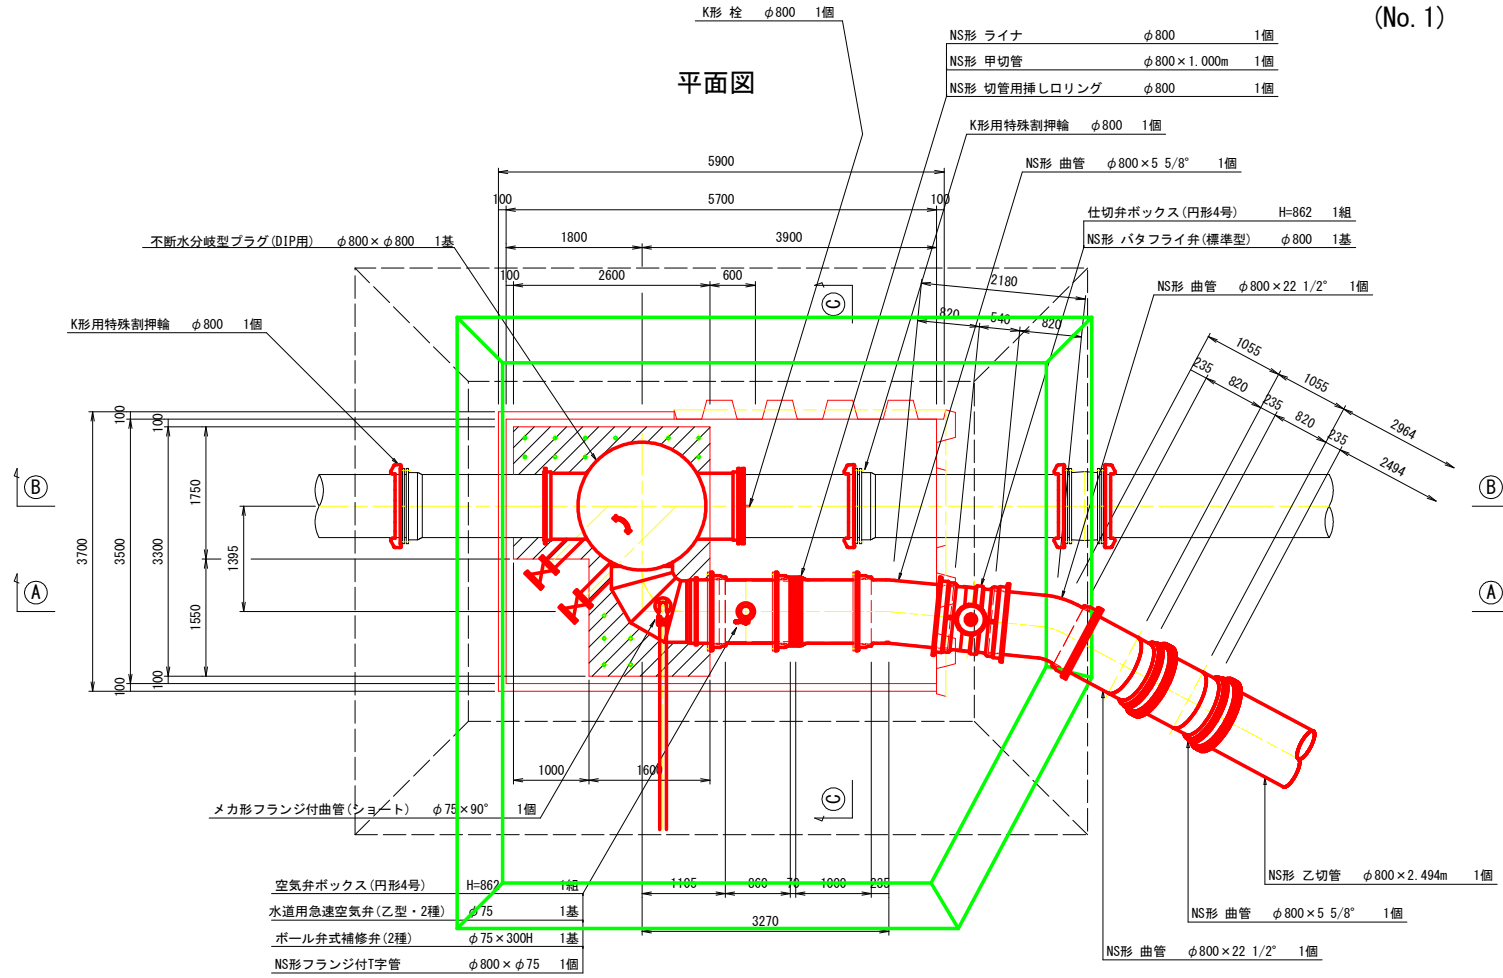 (No. 1)
K形 栓 φ800 1個
平面図
NS形 ライナ φ800 1個
NS形 甲切管 φ800×1.000m 1個
NS形 切管用挿し口リング φ800 1個
K形用特殊割押輪 φ800 1個
NS形 曲管 φ800×5 5/8° 1個
仕切弁ボックス(円形4号) H=862 1組
NS形 バタフライ弁(標準型) φ800 1基
NS形 曲管 φ800×22 1/2° 1個
不断水分岐型プラグ(DIP用) φ800×φ800 1基
K形用特殊割押輪 φ800 1個
5900
100 5700 100
1800 3900
100 2600 600
2180
820 540 820
1055 1055 2964
235 820 235 820 235 2494
Ⓒ
Ⓑ Ⓑ
Ⓐ Ⓐ
3700
100 3500 100
100 3300 100
1750 1550
1395
1000 1600
Ⓒ
メカ形フランジ付曲管(ショート) φ75×90° 1個
1105 860 70 1000 235
3270
空気弁ボックス(円形4号) H=862 1組
水道用急速空気弁(乙型・2種) φ75 1基
ボール弁式補修弁(2種) φ75×300H 1基
NS形フランジ付T字管 φ800×φ75 1個
NS形 乙切管 φ800×2.494m 1個
NS形 曲管 φ800×5 5/8° 1個
NS形 曲管 φ800×22 1/2° 1個